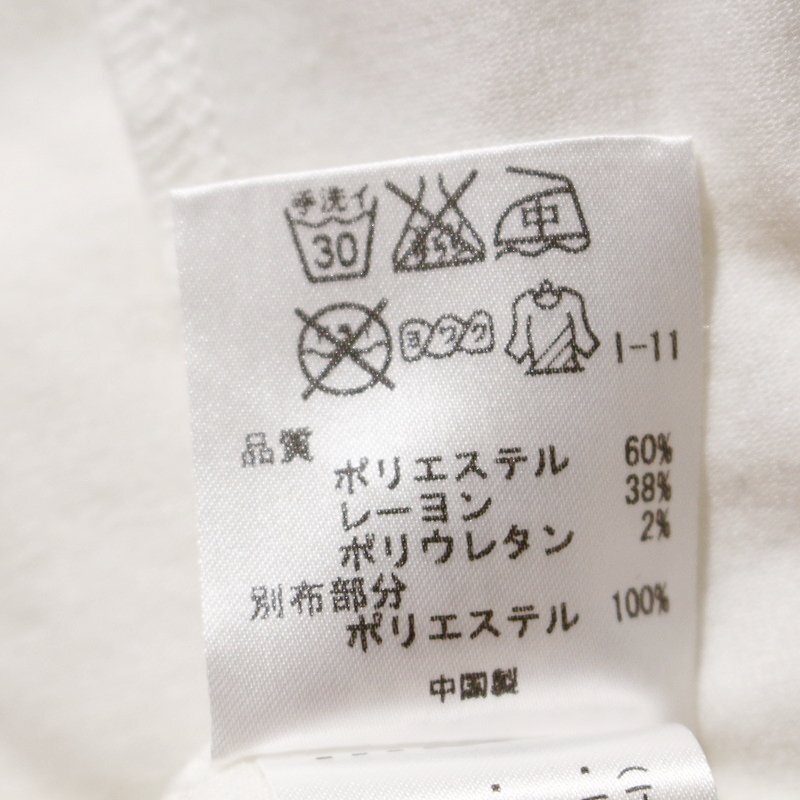 手洗イ
30
中
ヨワク
I-11
品質
ポリエステル 60%
レーヨン 38%
ポリウレタン 2%
別布部分
ポリエステル 100%
中国製